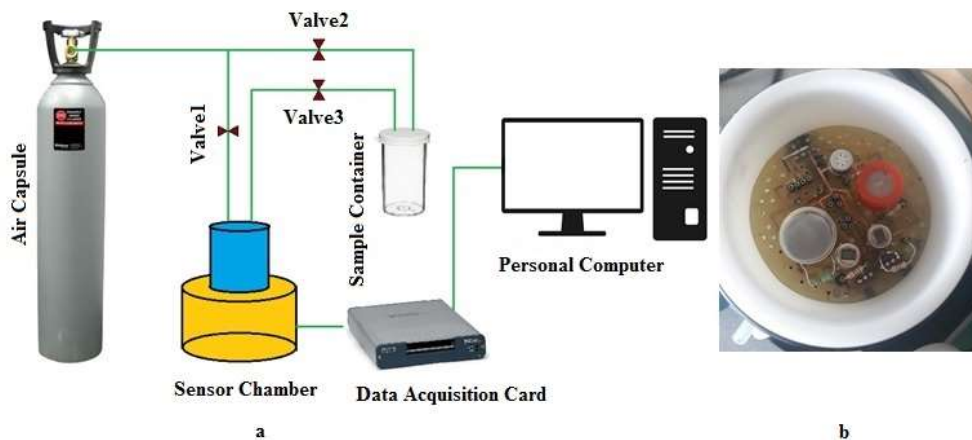 Valve2
Valve3
Valve1
Air Capsule
Sample Container
Personal Computer
Sensor Chamber
Data Acquisition Card
a
b